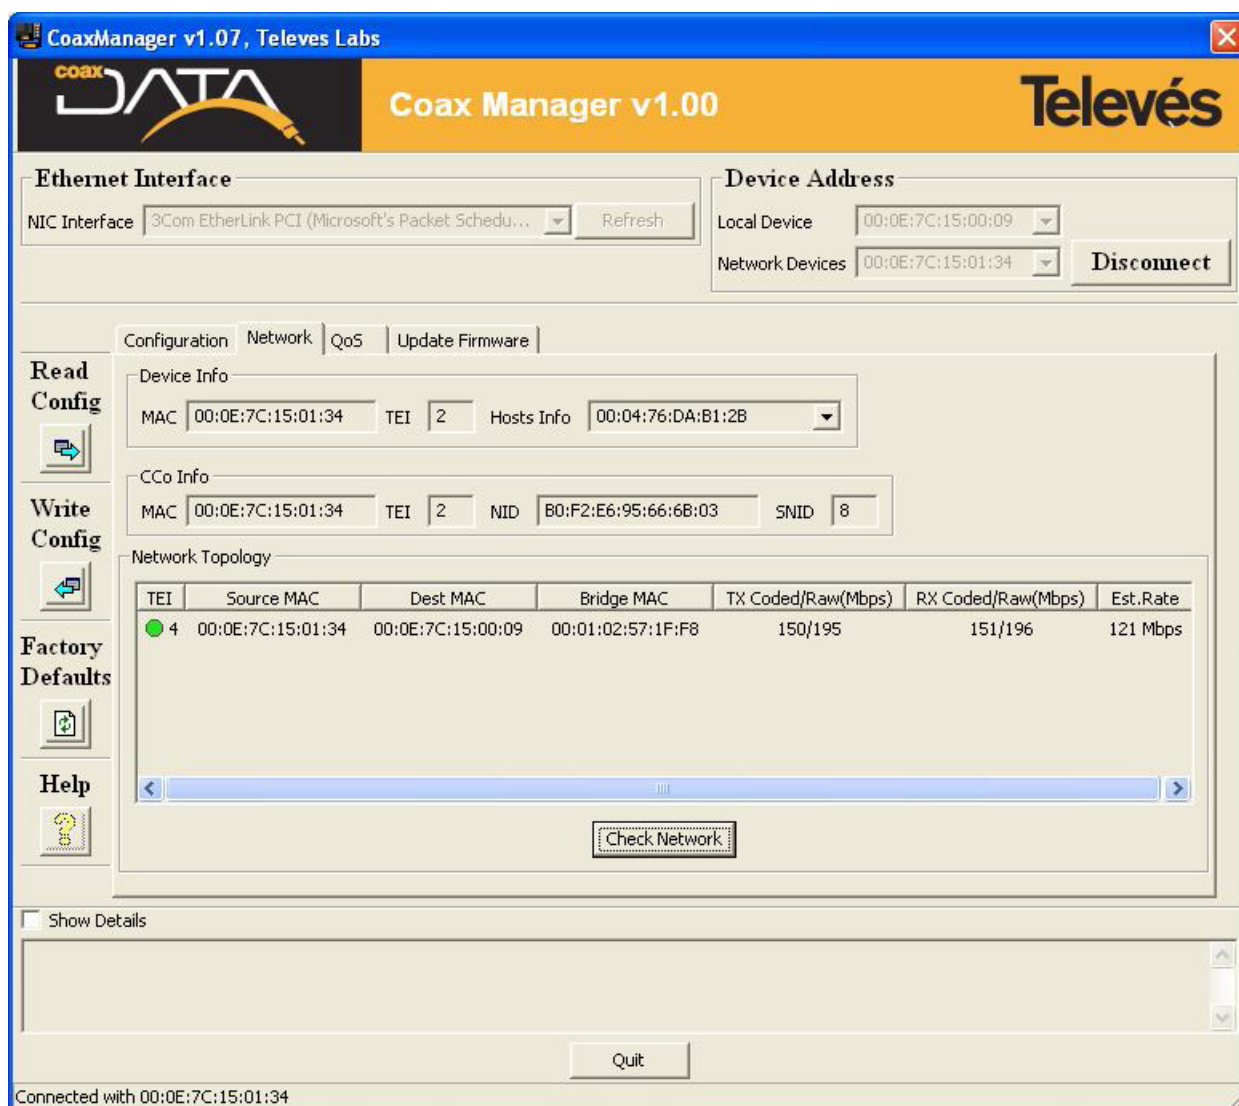 CoaxManager v1.07, Televes Labs
coax
DATA
Coax Manager v1.00
Televés
Ethernet Interface
NIC Interface 3Com EtherLink PCI (Microsoft's Packet Schedu... Refresh
Device Address
Local Device 00:0E:7C:15:00:09
Network Devices 00:0E:7C:15:01:34 Disconnect
Configuration Network QoS Update Firmware
Read
Config
Write
Config
Factory
Defaults
Help
Device Info
MAC 00:0E:7C:15:01:34 TEI 2 Hosts Info 00:04:76:DA:B1:2B
CCo Info
MAC 00:0E:7C:15:01:34 TEI 2 NID B0:F2:E6:95:66:6B:03 SNID 8
Network Topology
TEI Source MAC Dest MAC Bridge MAC TX Coded/Raw(Mbps) RX Coded/Raw(Mbps) Est.Rate
4 00:0E:7C:15:01:34 00:0E:7C:15:00:09 00:01:02:57:1F:F8 150/195 151/196 121 Mbps
Check Network
Show Details
Quit
Connected with 00:0E:7C:15:01:34